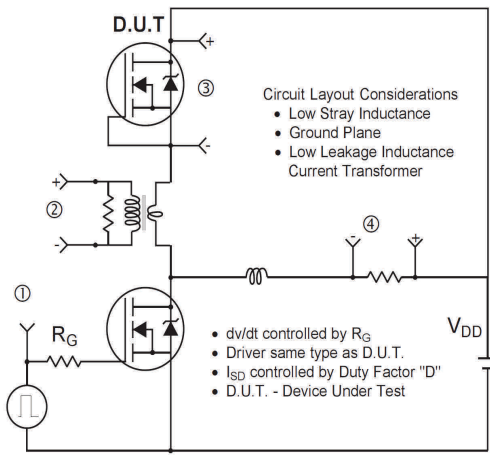 D.U.T
+
③
-
Circuit Layout Considerations
• Low Stray Inductance
• Ground Plane
• Low Leakage Inductance
Current Transformer
+
②
-
④
- +
①
R_G
V_DD
• dv/dt controlled by R_G
• Driver same type as D.U.T.
• I_SD controlled by Duty Factor "D"
• D.U.T. - Device Under Test